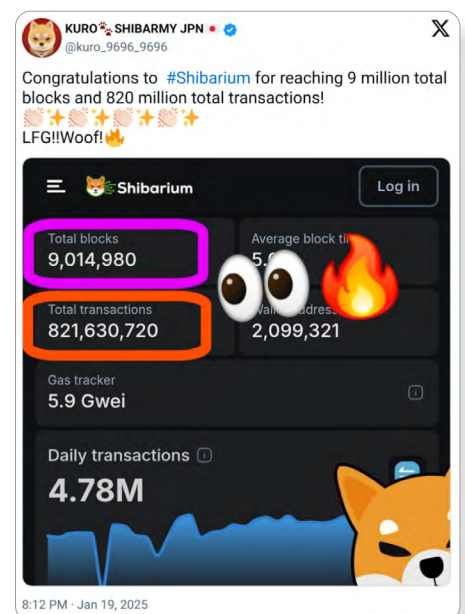 KURO🐾SHIBARMY JPN🇯🇵
@kuro_9696_9696
X
Congratulations to #Shibarium for reaching 9 million total
blocks and 820 million total transactions!
👏🏻✨👏🏻✨👏🏻✨👏🏻✨
LFG!!Woof!🔥
Shibarium
Log in
Total blocks
9,014,980
Average block
Total transactions
821,630,720
2,099,321
Gas tracker
5.9 Gwei
Daily transactions
4.78M
8:12 PM · Jan 19, 2025